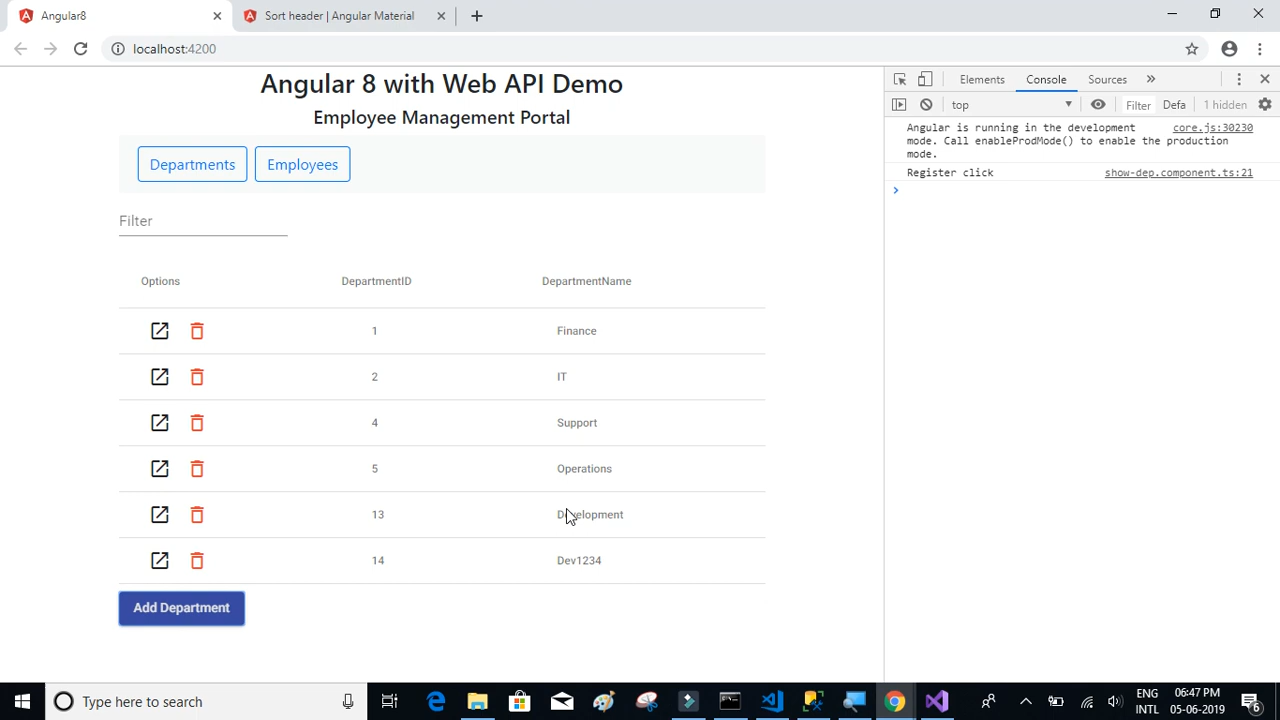 Angular8
Sort header | Angular Material
localhost:4200
Angular 8 with Web API Demo
Employee Management Portal
Departments
Employees
Filter
Options
DepartmentID
DepartmentName
1
Finance
2
IT
4
Support
5
Operations
13
Development
14
Dev1234
Add Department
Elements
Console
Sources
»
top
Filter
Defa
1 hidden
Angular is running in the development core.js:30230
mode. Call enableProdMode() to enable the production
mode.
Register click show-dep.component.ts:21
Type here to search
ENG
INTL
06:47 PM
05-06-2019
6